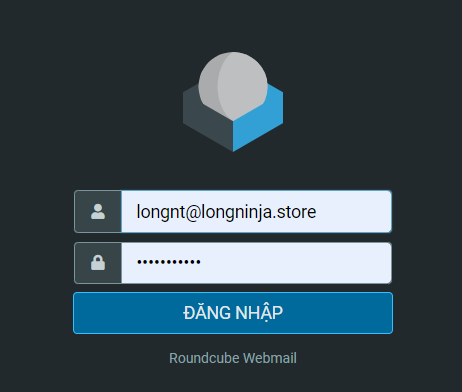 longnt@longninja.store
•••••••••••
ĐĂNG NHẬP
Roundcube Webmail